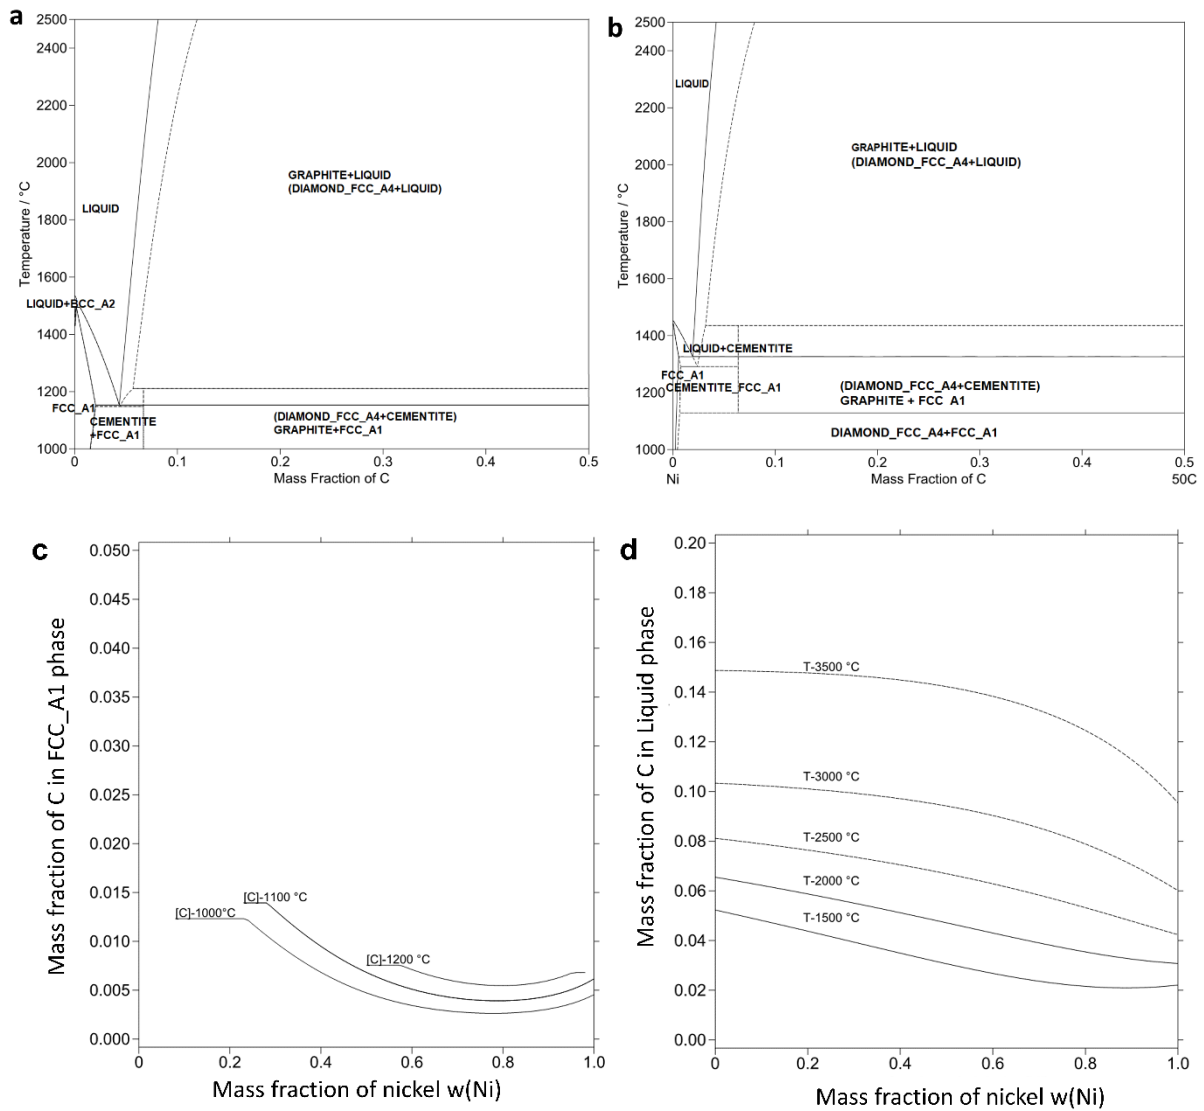 a
2500
2400
2200
2000
1800
1600
1400
1200
1000
Temperature / °C
GRAPHITE+LIQUID
(DIAMOND_FCC_A4+LIQUID)
LIQUID
LIQUID+BCC_A2
FCC_A1
CEMENTITE
+FCC_A1
(DIAMOND_FCC_A4+CEMENTITE)
GRAPHITE+FCC_A1
0 0.1 0.2 0.3 0.4 0.5
Mass Fraction of C
b
2500
2400
2200
2000
1800
1600
1400
1200
1000
Temperature / °C
LIQUID
GRAPHITE+LIQUID
(DIAMOND_FCC_A4+LIQUID)
LIQUID+CEMENTITE
FCC_A1
CEMENTITE_FCC_A1
(DIAMOND_FCC_A4+CEMENTITE)
GRAPHITE + FCC A1
DIAMOND_FCC_A4+FCC_A1
0 0.1 0.2 0.3 0.4 0.5
Ni Mass Fraction of C 50C
c
0.050
0.045
0.040
0.035
0.030
0.025
0.020
0.015
0.010
0.005
0.000
Mass fraction of C in FCC_A1 phase
[C]-1100 °C
[C]-1000°C
[C]-1200 °C
0 0.2 0.4 0.6 0.8 1.0
Mass fraction of nickel w(Ni)
d
0.20
0.18
0.16
0.14
0.12
0.10
0.08
0.06
0.04
0.02
0.00
Mass fraction of C in Liquid phase
T-3500 °C
T-3000 °C
T-2500 °C
T-2000 °C
T-1500 °C
0 0.2 0.4 0.6 0.8 1.0
Mass fraction of nickel w(Ni)